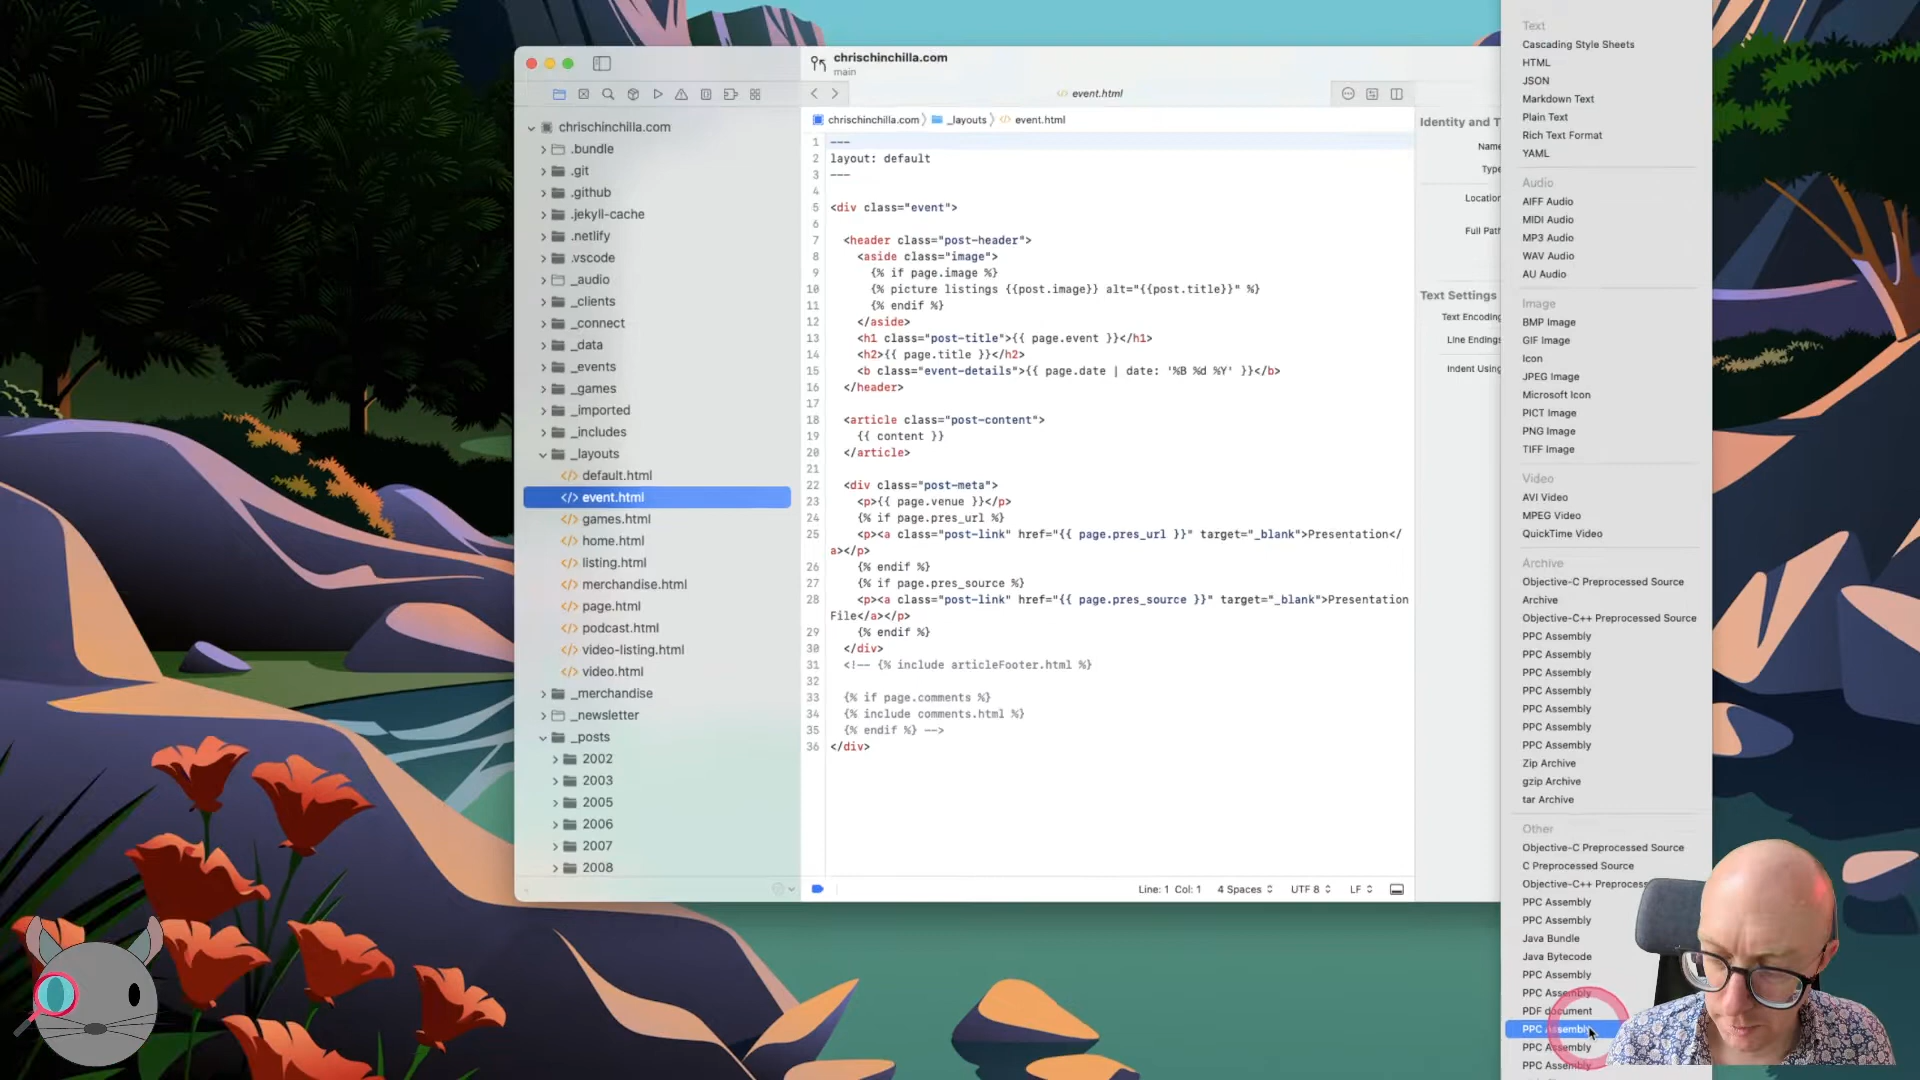 chrischinchilla.com
main
event.html
chrischinchilla.com
_layouts
event.html
chrischinchilla.com
.bundle
.git
.github
.jekyll-cache
.netlify
.vscode
_audio
_clients
_connect
_data
_events
_games
_imported
_includes
_layouts
</> default.html
</> event.html
</> games.html
</> home.html
</> listing.html
</> merchandise.html
</> page.html
</> podcast.html
</> video-listing.html
</> video.html
_merchandise
_newsletter
_posts
2002
2003
2005
2006
2007
2008
1 ---
2 layout: default
3 ---
4
5 <div class="event">
6
7 <header class="post-header">
8 <aside class="image">
9 {% if page.image %}
10 {% picture listings {{post.image}} alt="{{post.title}}" %}
11 {% endif %}
12 </aside>
13 <h1 class="post-title">{{ page.event }}</h1>
14 <h2>{{ page.title }}</h2>
15 <b class="event-details">{{ page.date | date: '%B %d %Y' }}</b>
16 </header>
17
18 <article class="post-content">
19 {{ content }}
20 </article>
21
22 <div class="post-meta">
23 <p>{{ page.venue }}</p>
24 {% if page.pres_url %}
25 <p><a class="post-link" href="{{ page.pres_url }}" target="_blank">Presentation</
a></p>
26 {% endif %}
27 {% if page.pres_source %}
28 <p><a class="post-link" href="{{ page.pres_source }}" target="_blank">Presentation
File</a></p>
29 {% endif %}
30 </div>
31 <!-- {% include articleFooter.html %}
32
33 {% if page.comments %}
34 {% include comments.html %}
35 {% endif %} -->
36 </div>
Line: 1 Col: 1
4 Spaces
UTF 8
LF
Identity and T
Name
Type
Location
Full Path
Text Settings
Text Encoding
Line Endings
Indent Using
Text
Cascading Style Sheets
HTML
JSON
Markdown Text
Plain Text
Rich Text Format
YAML
Audio
AIFF Audio
MIDI Audio
MP3 Audio
WAV Audio
AU Audio
Image
BMP Image
GIF Image
Icon
JPEG Image
Microsoft Icon
PICT Image
PNG Image
TIFF Image
Video
AVI Video
MPEG Video
QuickTime Video
Archive
Objective-C Preprocessed Source
Archive
Objective-C++ Preprocessed Source
PPC Assembly
PPC Assembly
PPC Assembly
PPC Assembly
PPC Assembly
PPC Assembly
PPC Assembly
Zip Archive
gzip Archive
tar Archive
Other
Objective-C Preprocessed Source
C Preprocessed Source
Objective-C++ Preproces
PPC Assembly
PPC Assembly
Java Bundle
Java Bytecode
PPC Assembly
PPC Assembly
PDF document
PPC Assembly
PPC Assembly
PPC Assembly